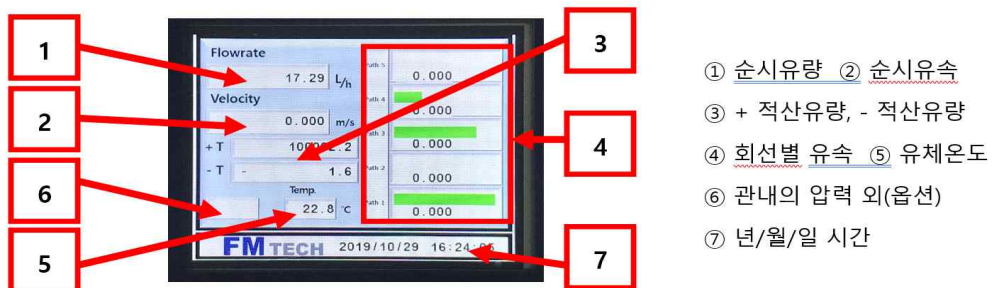 1
2
6
5
3
4
7
Flowrate
17.29 L/h
Velocity
0.000 m/s
+ T
- T - 1.6
Temp.
22.8 ℃
Path 5
0.000
Path 4
0.000
Path 3
0.000
Path 2
0.000
Path 1
0.000
FM TECH 2019/10/29
① 순시유량 ② 순시유속
③ + 적산유량, - 적산유량
④ 회선별 유속 ⑤ 유체온도
⑥ 관내의 압력 외(옵션)
⑦ 년/월/일 시간